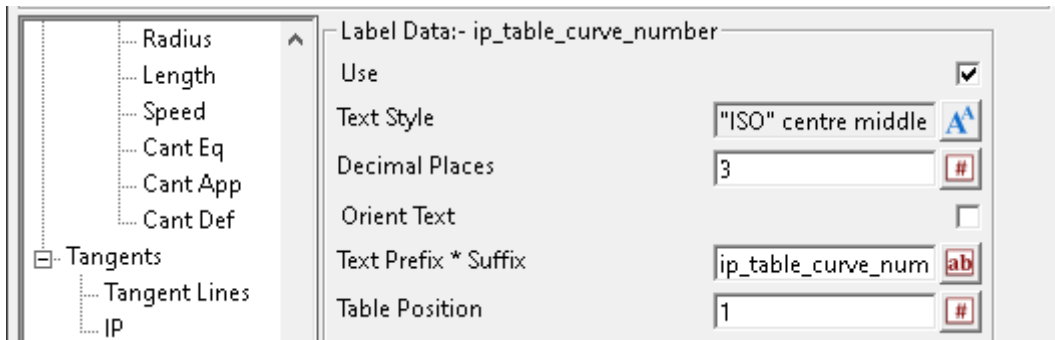 Radius
Length
Speed
Cant Eq
Cant App
Cant Def
Tangents
Tangent Lines
IP
Label Data:- ip_table_curve_number
Use
Text Style "ISO" centre middle
Decimal Places 3 #
Orient Text
Text Prefix * Suffix ip_table_curve_num ab
Table Position 1 #